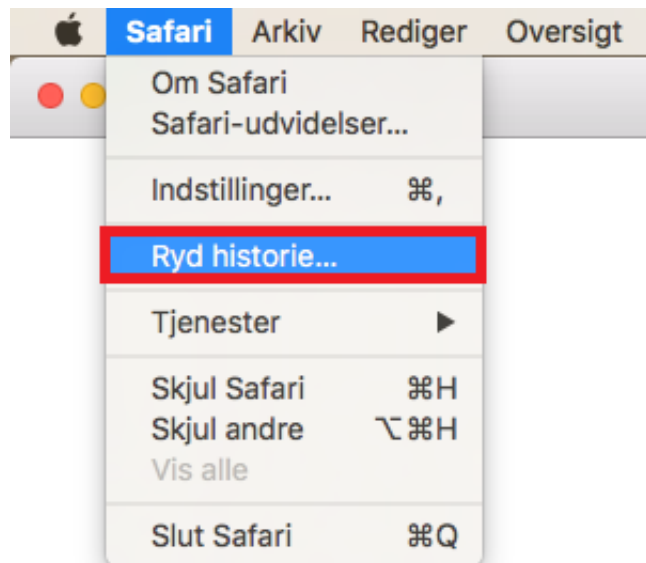 Safari Arkiv Rediger Oversigt
Om Safari
Safari-udvidelser...
Indstillinger... ⌘,
Ryd historie...
Tjenester ▶
Skjul Safari ⌘H
Skjul andre ⌥⌘H
Vis alle
Slut Safari ⌘Q